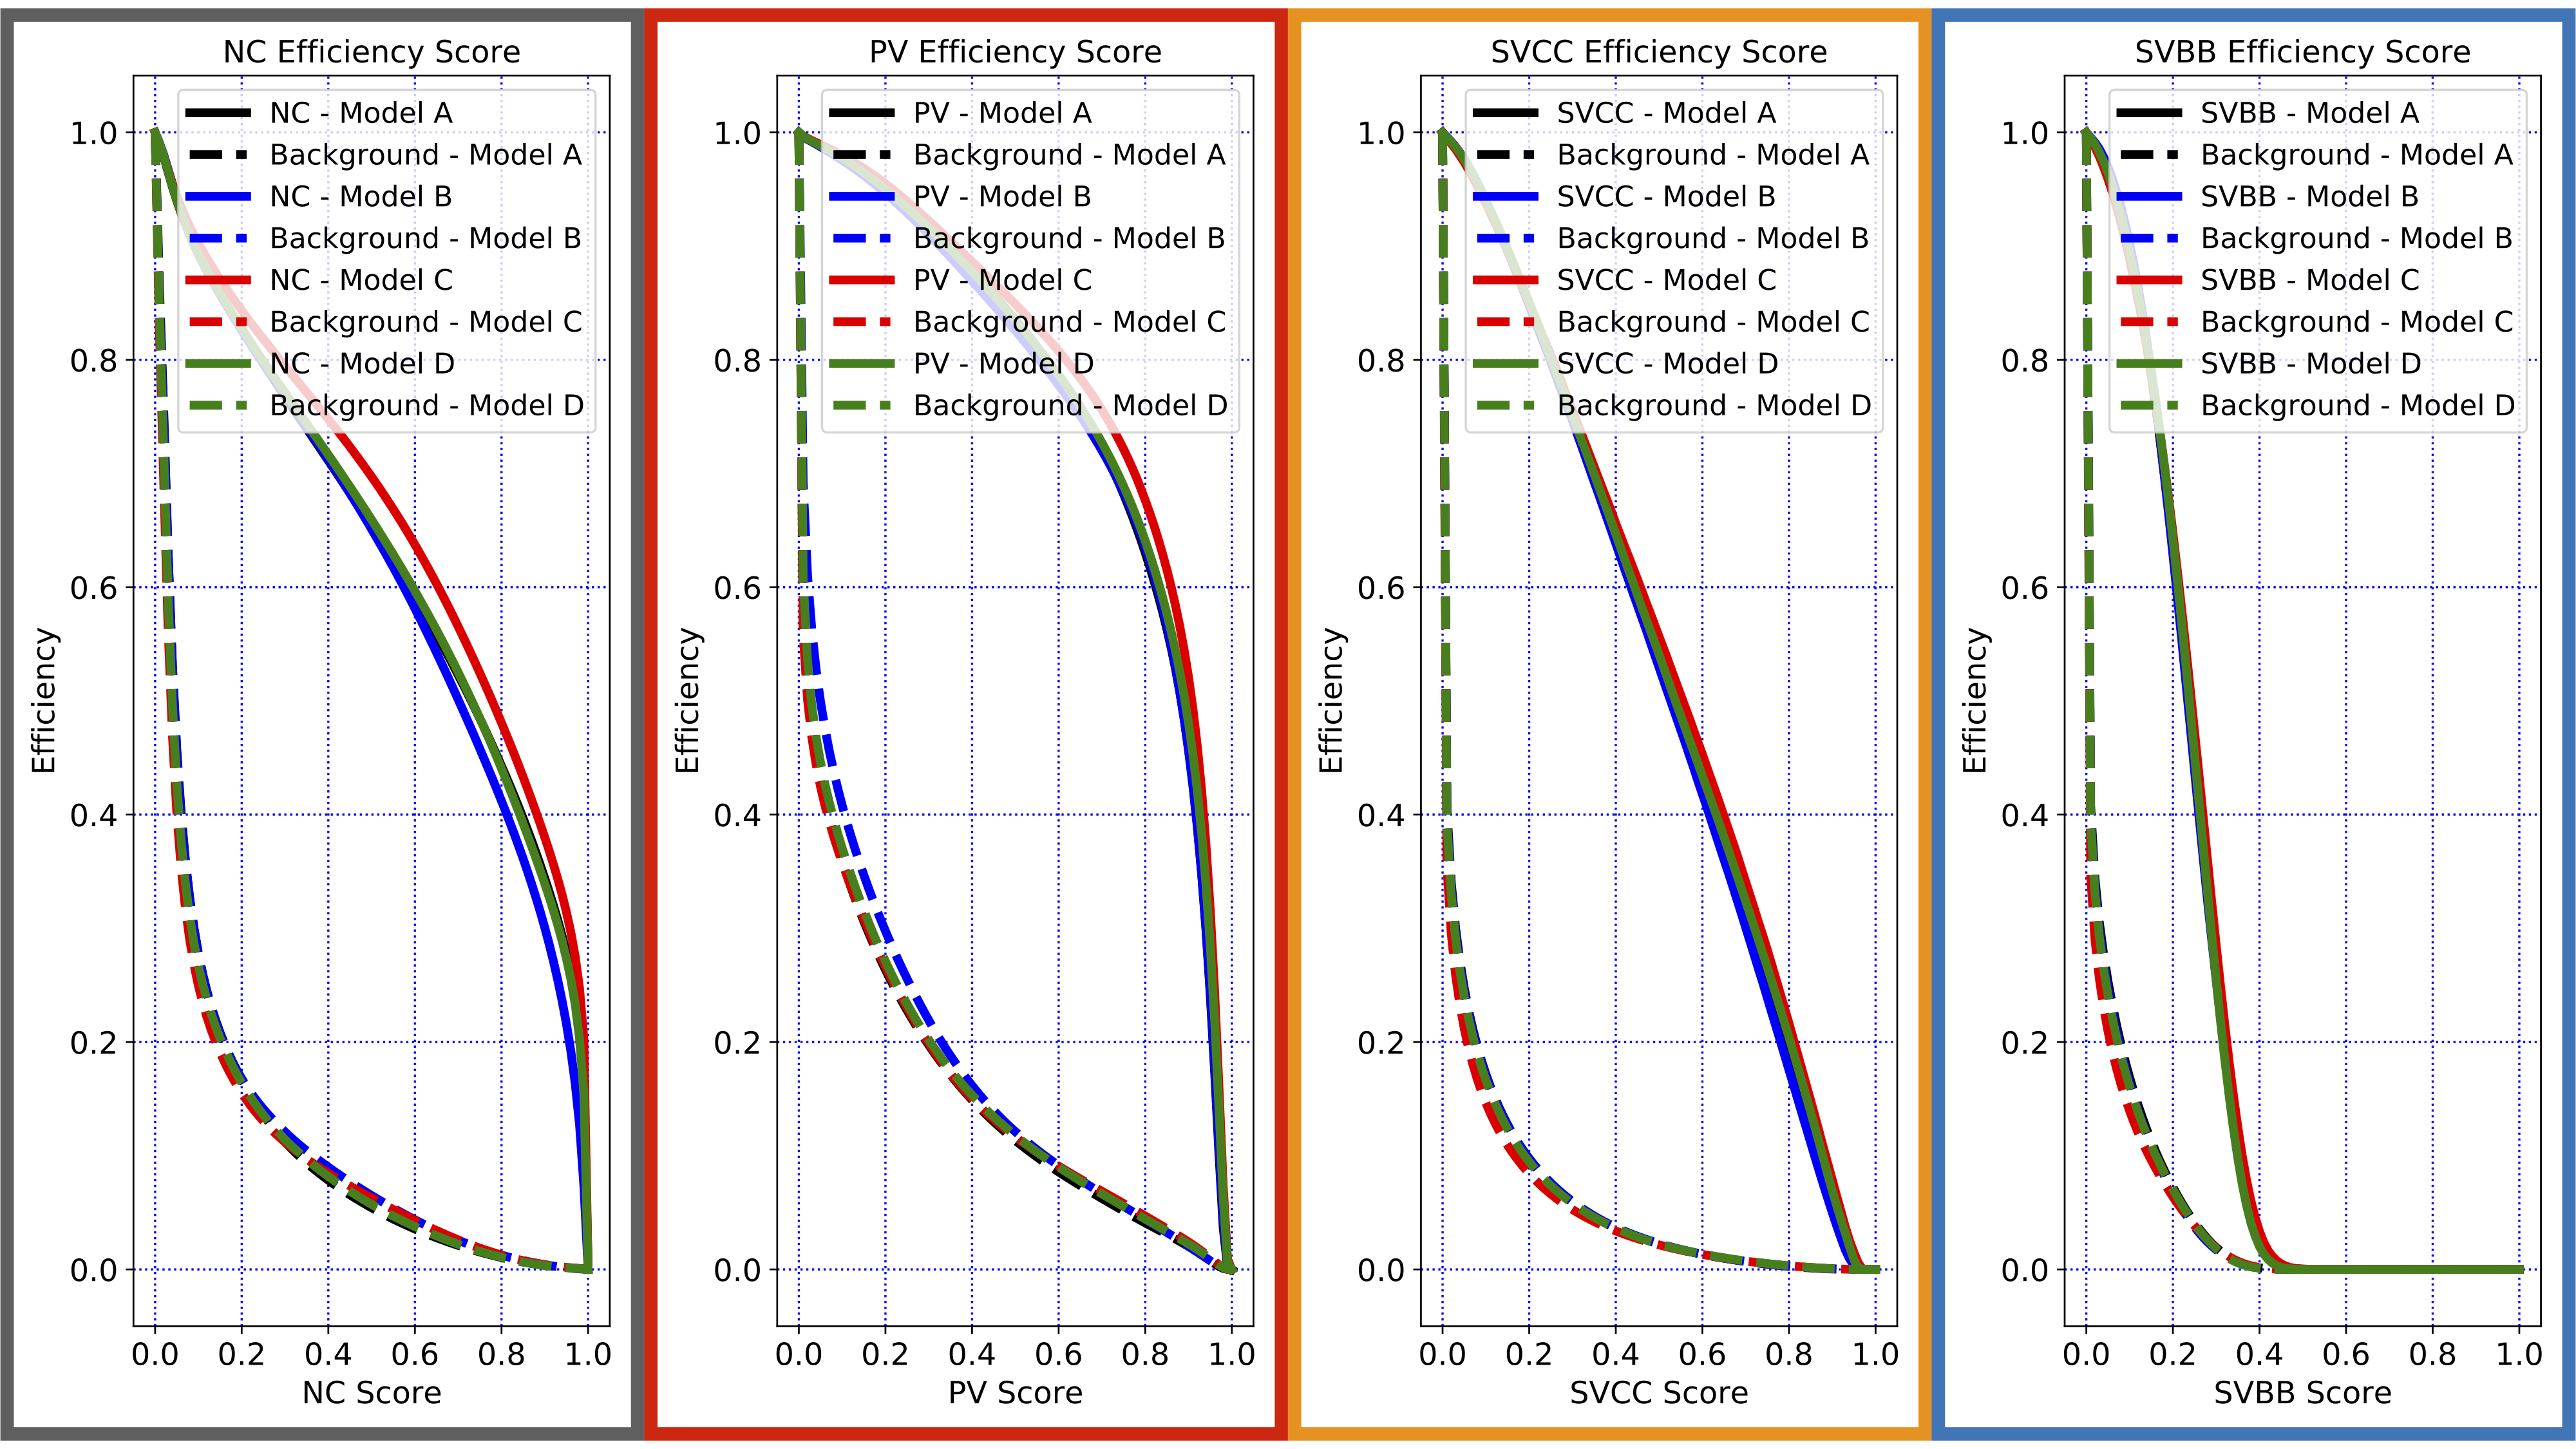 NC Efficiency Score
NC - Model A
Background - Model A
NC - Model B
Background - Model B
NC - Model C
Background - Model C
NC - Model D
Background - Model D
1.0
0.8
0.6
0.4
0.2
0.0
Efficiency
0.0 0.2 0.4 0.6 0.8 1.0
NC Score
PV Efficiency Score
PV - Model A
Background - Model A
PV - Model B
Background - Model B
PV - Model C
Background - Model C
PV - Model D
Background - Model D
1.0
0.8
0.6
0.4
0.2
0.0
Efficiency
0.0 0.2 0.4 0.6 0.8 1.0
PV Score
SVCC Efficiency Score
SVCC - Model A
Background - Model A
SVCC - Model B
Background - Model B
SVCC - Model C
Background - Model C
SVCC - Model D
Background - Model D
1.0
0.8
0.6
0.4
0.2
0.0
Efficiency
0.0 0.2 0.4 0.6 0.8 1.0
SVCC Score
SVBB Efficiency Score
SVBB - Model A
Background - Model A
SVBB - Model B
Background - Model B
SVBB - Model C
Background - Model C
SVBB - Model D
Background - Model D
1.0
0.8
0.6
0.4
0.2
0.0
Efficiency
0.0 0.2 0.4 0.6 0.8 1.0
SVBB Score